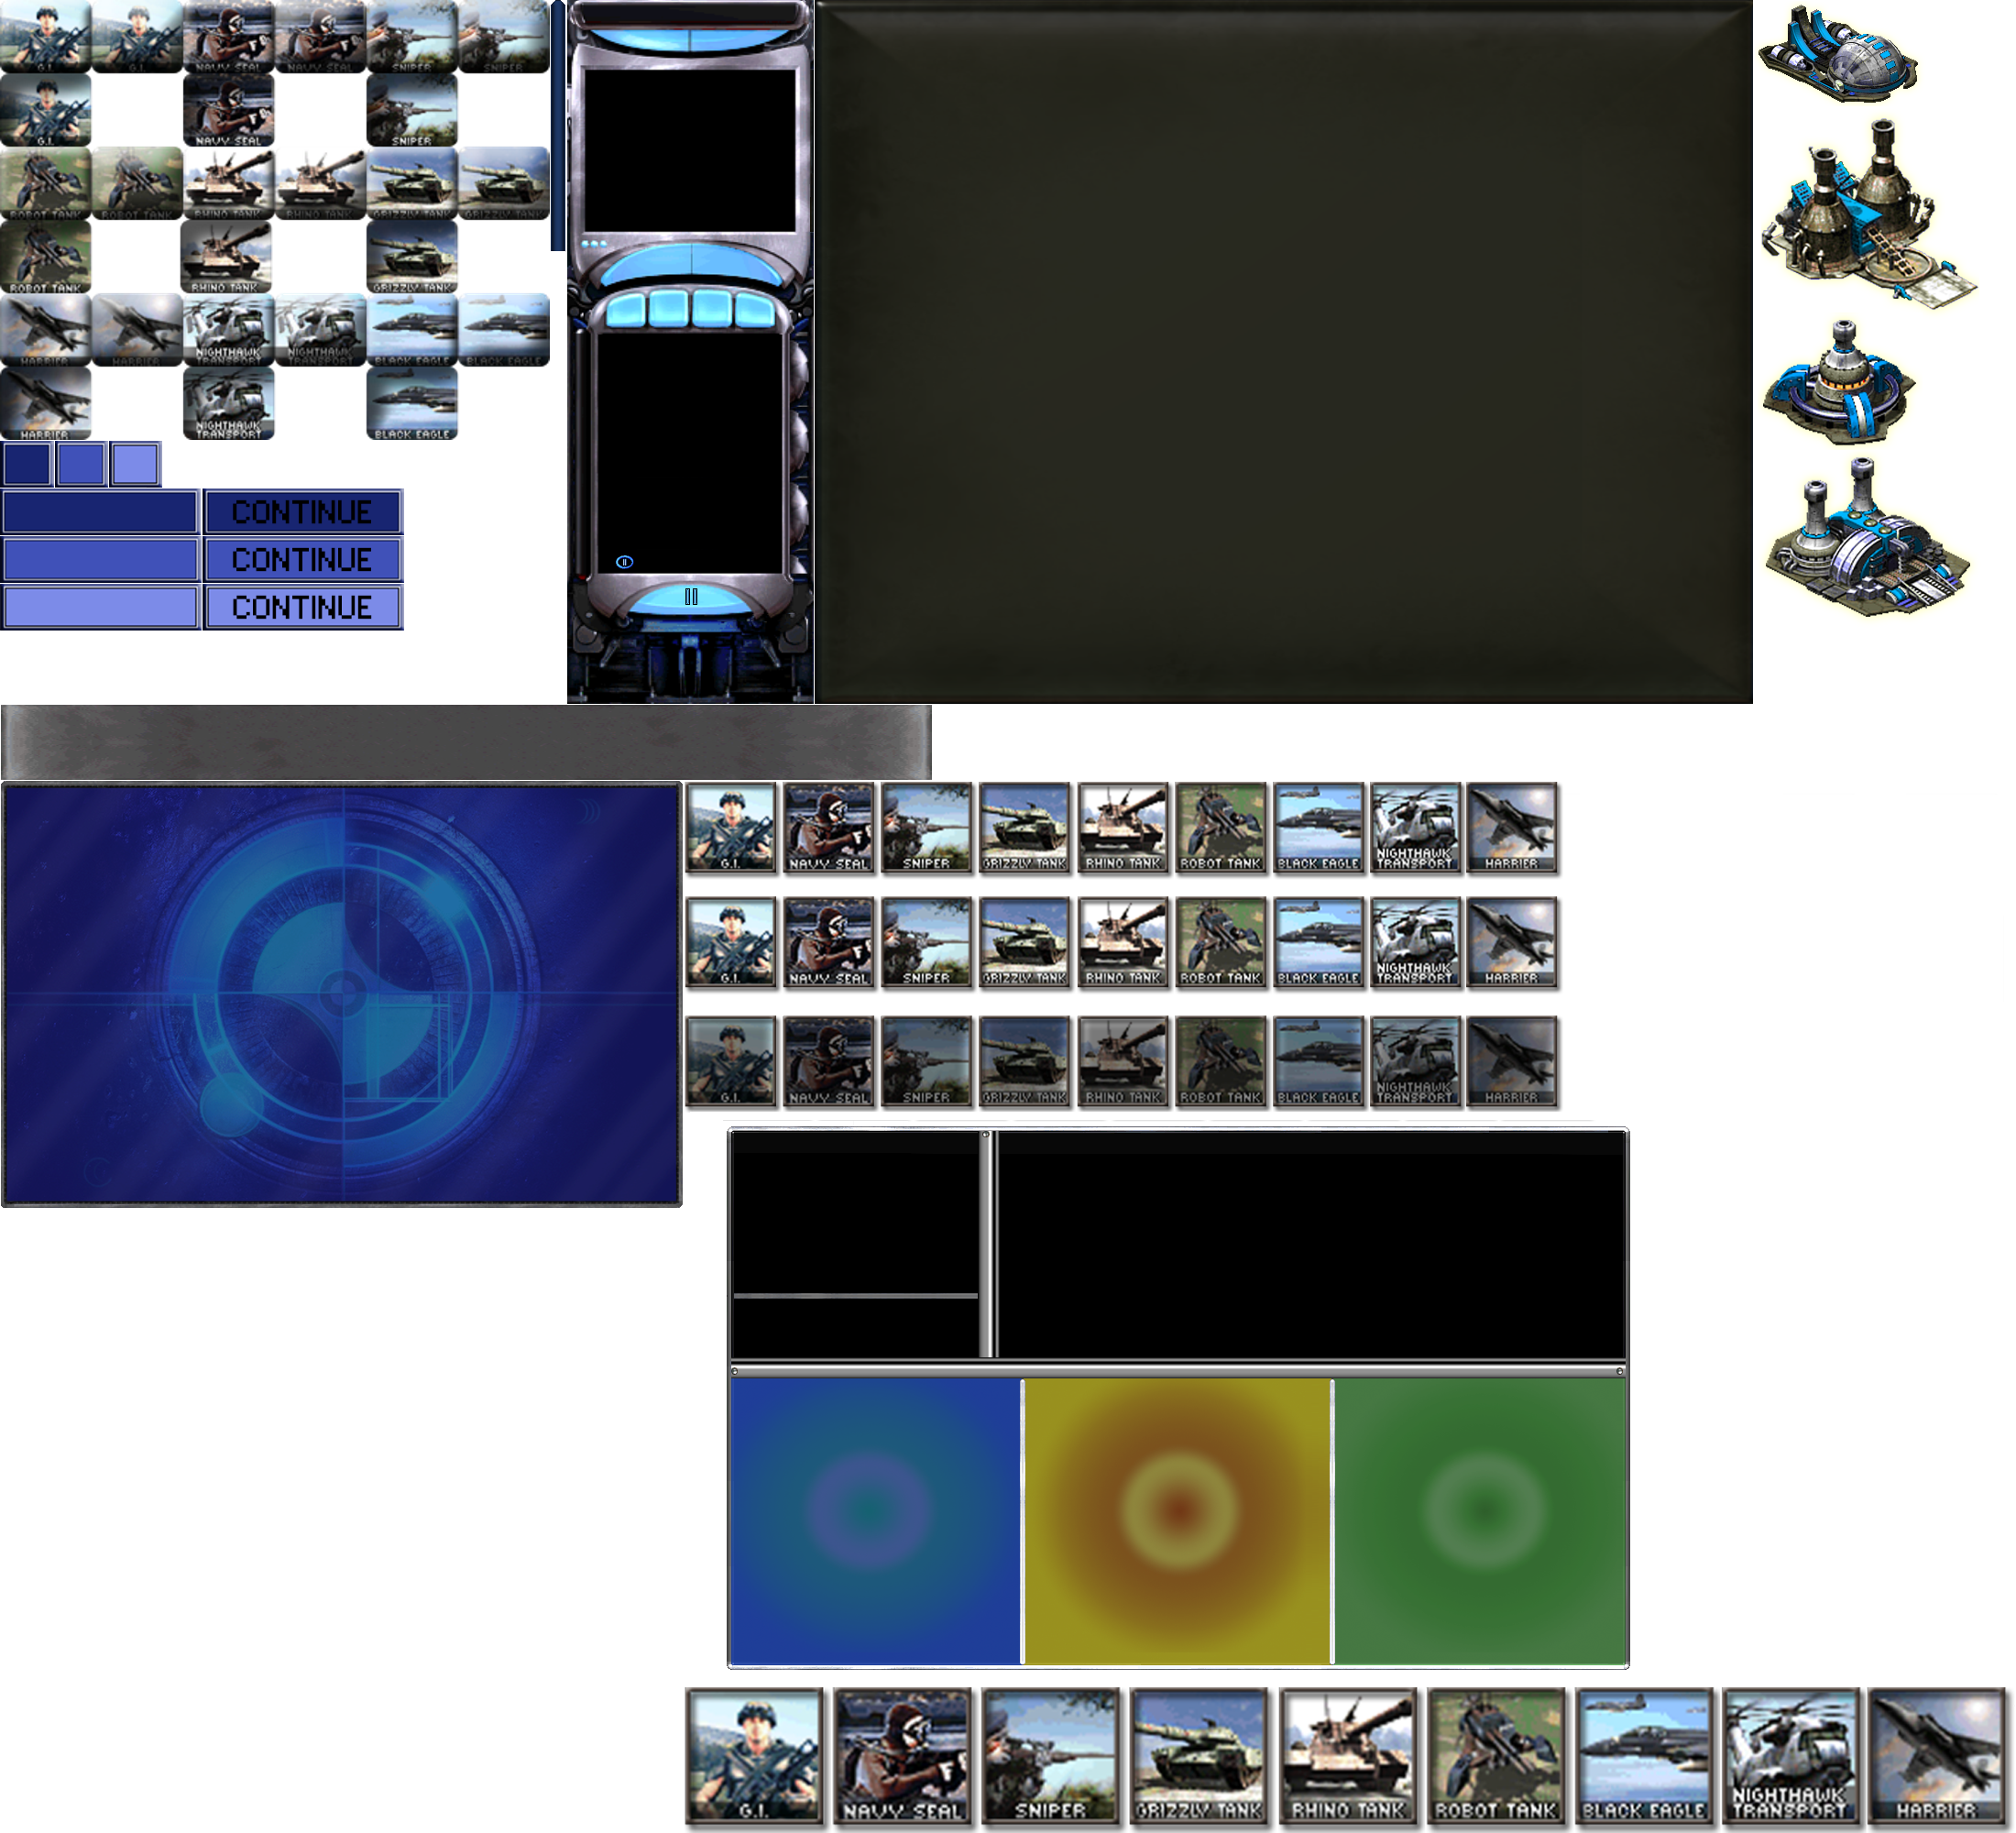 G.I. G.I. NAVY SEAL NAVY SEAL SNIPER SNIPER
G.I. NAVY SEAL SNIPER
ROBOT TANK ROBOT TANK RHINO TANK RHINO TANK GRIZZLY TANK GRIZZLY TANK
ROBOT TANK RHINO TANK GRIZZLY TANK
HARRIER HARRIER NIGHTHAWK TRANSPORT NIGHTHAWK TRANSPORT BLACK EAGLE BLACK EAGLE
HARRIER NIGHTHAWK TRANSPORT BLACK EAGLE
CONTINUE
CONTINUE
CONTINUE
G.I. NAVY SEAL SNIPER GRIZZLY TANK RHINO TANK ROBOT TANK BLACK EAGLE NIGHTHAWK TRANSPORT HARRIER
G.I. NAVY SEAL SNIPER GRIZZLY TANK RHINO TANK ROBOT TANK BLACK EAGLE NIGHTHAWK TRANSPORT HARRIER
G.I. NAVY SEAL SNIPER GRIZZLY TANK RHINO TANK ROBOT TANK BLACK EAGLE NIGHTHAWK TRANSPORT HARRIER
G.I. NAVY SEAL SNIPER GRIZZLY TANK RHINO TANK ROBOT TANK BLACK EAGLE NIGHTHAWK TRANSPORT HARRIER